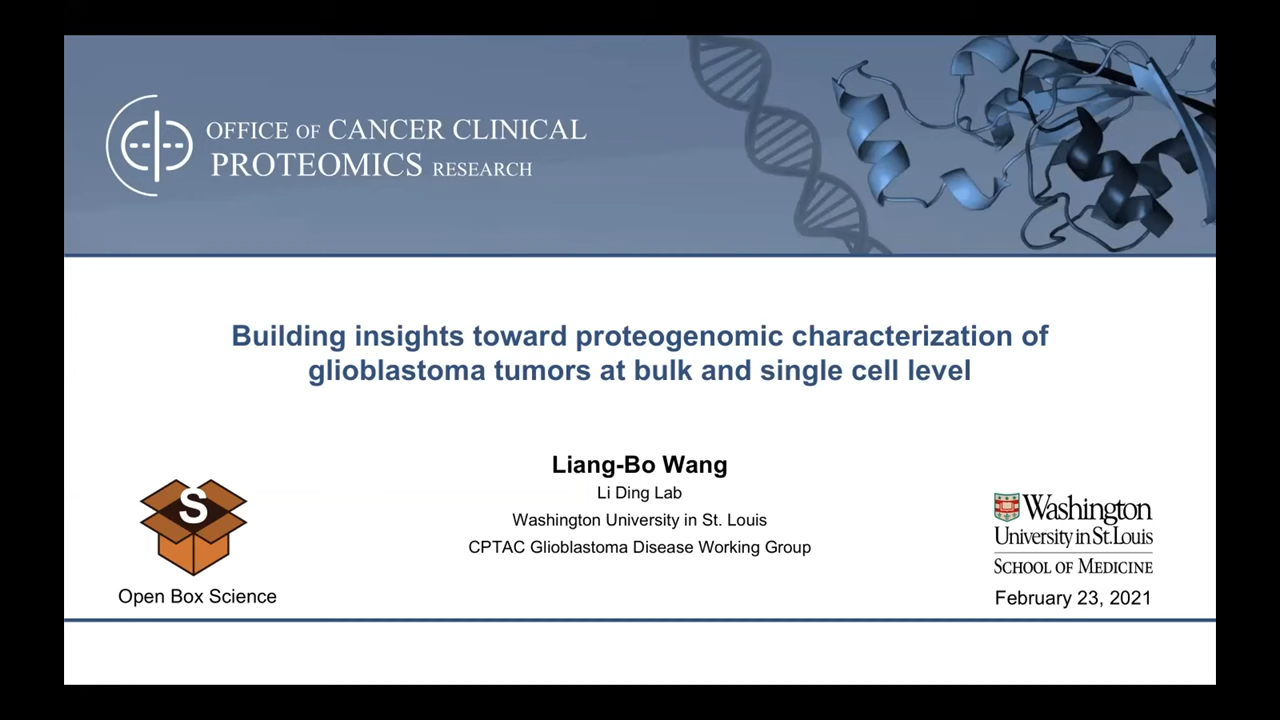 OFFICE OF CANCER CLINICAL
PROTEOMICS RESEARCH
Building insights toward proteogenomic characterization of
glioblastoma tumors at bulk and single cell level
Liang-Bo Wang
Li Ding Lab
Washington University in St. Louis
CPTAC Glioblastoma Disease Working Group
S
Open Box Science
Washington
University in St. Louis
SCHOOL OF MEDICINE
February 23, 2021